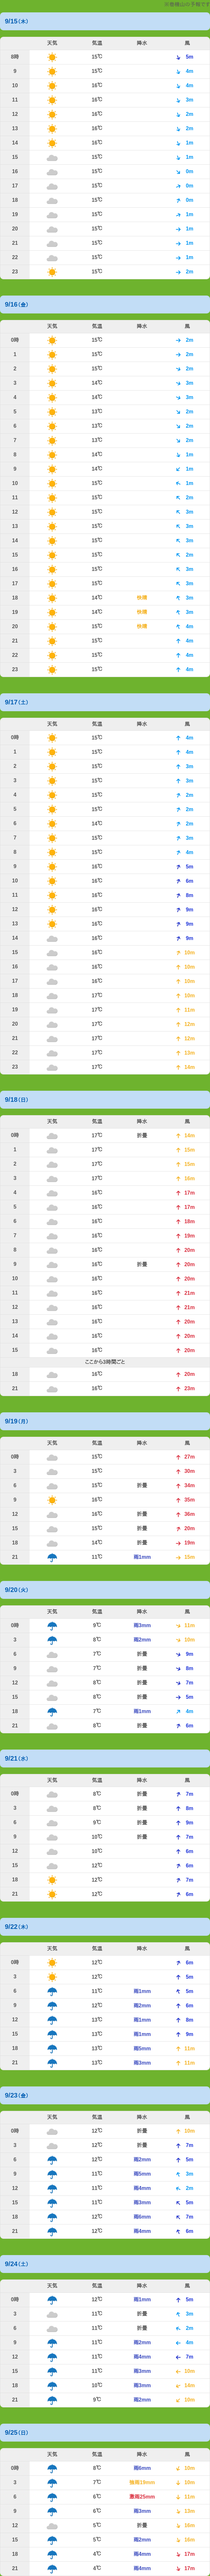 の予報です
9/15(木)
天気 気温 降水 風
8時 15℃ 5m
9 15℃ 4m
10 16℃ 4m
11 16℃ 3m
12 16℃ 2m
13 16℃ 2m
14 16℃ 1m
15 15℃ 1m
16 15℃ 0m
17 15℃ 0m
18 15℃ 0m
19 15℃ 1m
20 15℃ 1m
21 15℃ 1m
22 15℃ 1m
23 15℃ 2m
9/16(金)
天気 気温 降水 風
0時 15℃ 2m
1 15℃ 2m
2 15℃ 2m
3 14℃ 3m
4 14℃ 3m
5 13℃ 2m
6 13℃ 2m
7 13℃ 2m
8 14℃ 1m
9 14℃ 1m
10 15℃ 1m
11 15℃ 2m
12 15℃ 3m
13 15℃ 3m
14 15℃ 3m
15 15℃ 2m
16 15℃ 3m
17 15℃ 3m
18 14℃ 快曜 3m
19 14℃ 快曜 3m
20 15℃ 快曜 4m
21 15℃ 4m
22 15℃ 4m
23 15℃ 4m
9/17(土)
天気 気温 降水 風
0時 15℃ 4m
1 15℃ 4m
2 15℃ 3m
3 15℃ 3m
4 15℃ 2m
5 15℃ 2m
6 14℃ 2m
7 15℃ 3m
8 15℃ 4m
9 16℃ 5m
10 16℃ 6m
11 16℃ 8m
12 16℃ 9m
13 16℃ 9m
14 16℃ 9m
15 16℃ 10m
16 16℃ 10m
17 16℃ 10m
18 17℃ 10m
19 17℃ 11m
20 17℃ 12m
21 17℃ 12m
22 17℃ 13m
23 17℃ 14m
9/18(日)
天気 気温 降水 風
0時 17℃ 折畳 14m
1 17℃ 15m
2 17℃ 15m
3 17℃ 16m
4 16℃ 17m
5 16℃ 17m
6 16℃ 18m
7 16℃ 19m
8 16℃ 20m
9 16℃ 折畳 20m
10 16℃ 20m
11 16℃ 21m
12 16℃ 21m
13 16℃ 20m
14 16℃ 20m
15 16℃ 20m
ここから3時間ごと
18 16℃ 20m
21 16℃ 23m
9/19(月)
天気 気温 降水 風
0時 15℃ 27m
3 15℃ 30m
6 15℃ 折畳 34m
9 16℃ 35m
12 16℃ 折畳 36m
15 15℃ 折畳 20m
18 14℃ 折畳 19m
21 11℃ 雨1mm 15m
9/20(火)
天気 気温 降水 風
0時 9℃ 雨3mm 11m
3 8℃ 雨2mm 10m
6 7℃ 折畳 9m
9 7℃ 折畳 8m
12 8℃ 折畳 7m
15 8℃ 折畳 5m
18 7℃ 雨1mm 4m
21 8℃ 折畳 6m
9/21(水)
天気 気温 降水 風
0時 8℃ 折畳 7m
3 8℃ 折畳 8m
6 9℃ 折畳 9m
9 10℃ 折畳 7m
12 10℃ 6m
15 12℃ 6m
18 12℃ 7m
21 12℃ 6m
9/22(木)
天気 気温 降水 風
0時 12℃ 6m
3 12℃ 5m
6 11℃ 雨1mm 5m
9 12℃ 雨2mm 6m
12 13℃ 雨1mm 8m
15 13℃ 雨1mm 9m
18 13℃ 雨5mm 11m
21 13℃ 雨3mm 11m
9/23(金)
天気 気温 降水 風
0時 12℃ 折畳 10m
3 12℃ 折畳 7m
6 12℃ 雨2mm 5m
9 11℃ 雨5mm 3m
12 11℃ 雨4mm 2m
15 11℃ 雨3mm 5m
18 12℃ 雨6mm 7m
21 12℃ 雨4mm 6m
9/24(土)
天気 気温 降水 風
0時 12℃ 雨1mm 5m
3 11℃ 折畳 3m
6 11℃ 折畳 2m
9 11℃ 雨2mm 4m
12 11℃ 雨4mm 7m
15 11℃ 雨3mm 10m
18 10℃ 雨3mm 14m
21 9℃ 雨2mm 10m
9/25(日)
天気 気温 降水 風
0時 8℃ 雨6mm 10m
3 7℃ 強雨19mm 10m
6 6℃ 豪雨25mm 11m
9 6℃ 雨3mm 13m
12 5℃ 折畳 16m
15 5℃ 雨2mm 16m
18 4℃ 雨4mm 17m
21 4℃ 雨4mm 17m